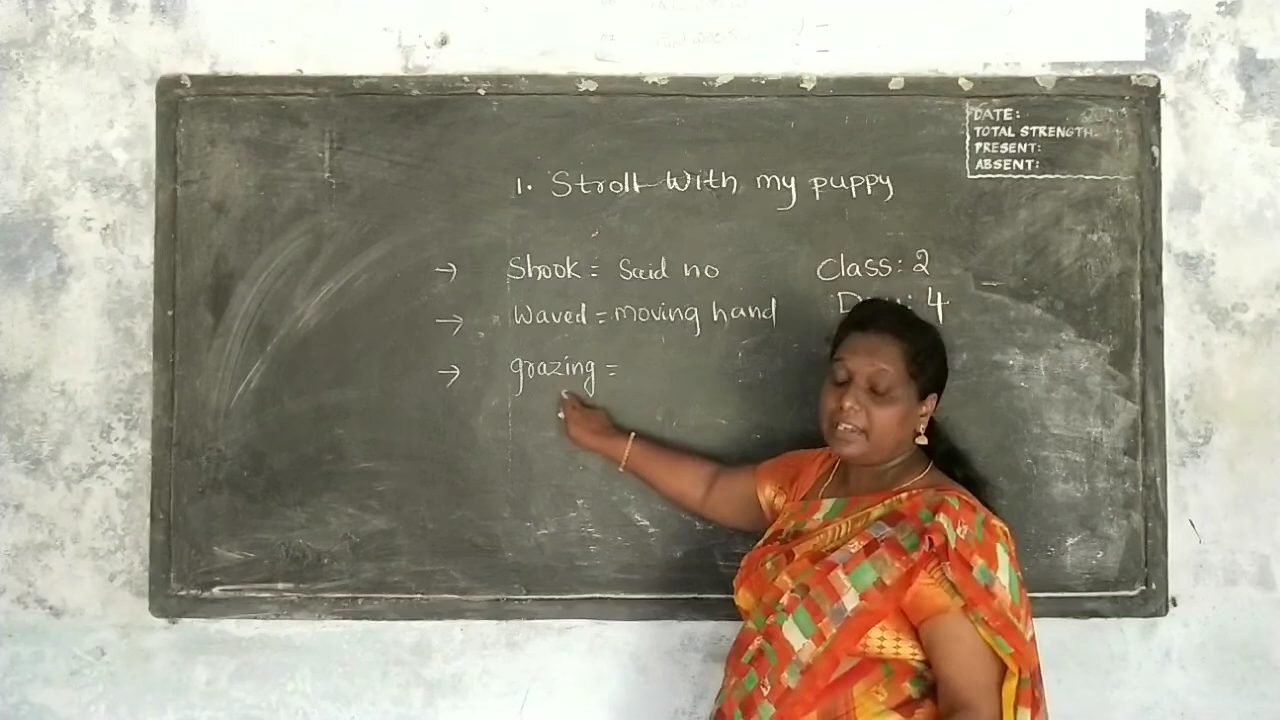 DATE:
TOTAL STRENGTH:
PRESENT:
ABSENT:
1. Stroll With my puppy
→ Shook = Said no
Class: 2
→ Waved = moving hand
4
→ grazing =